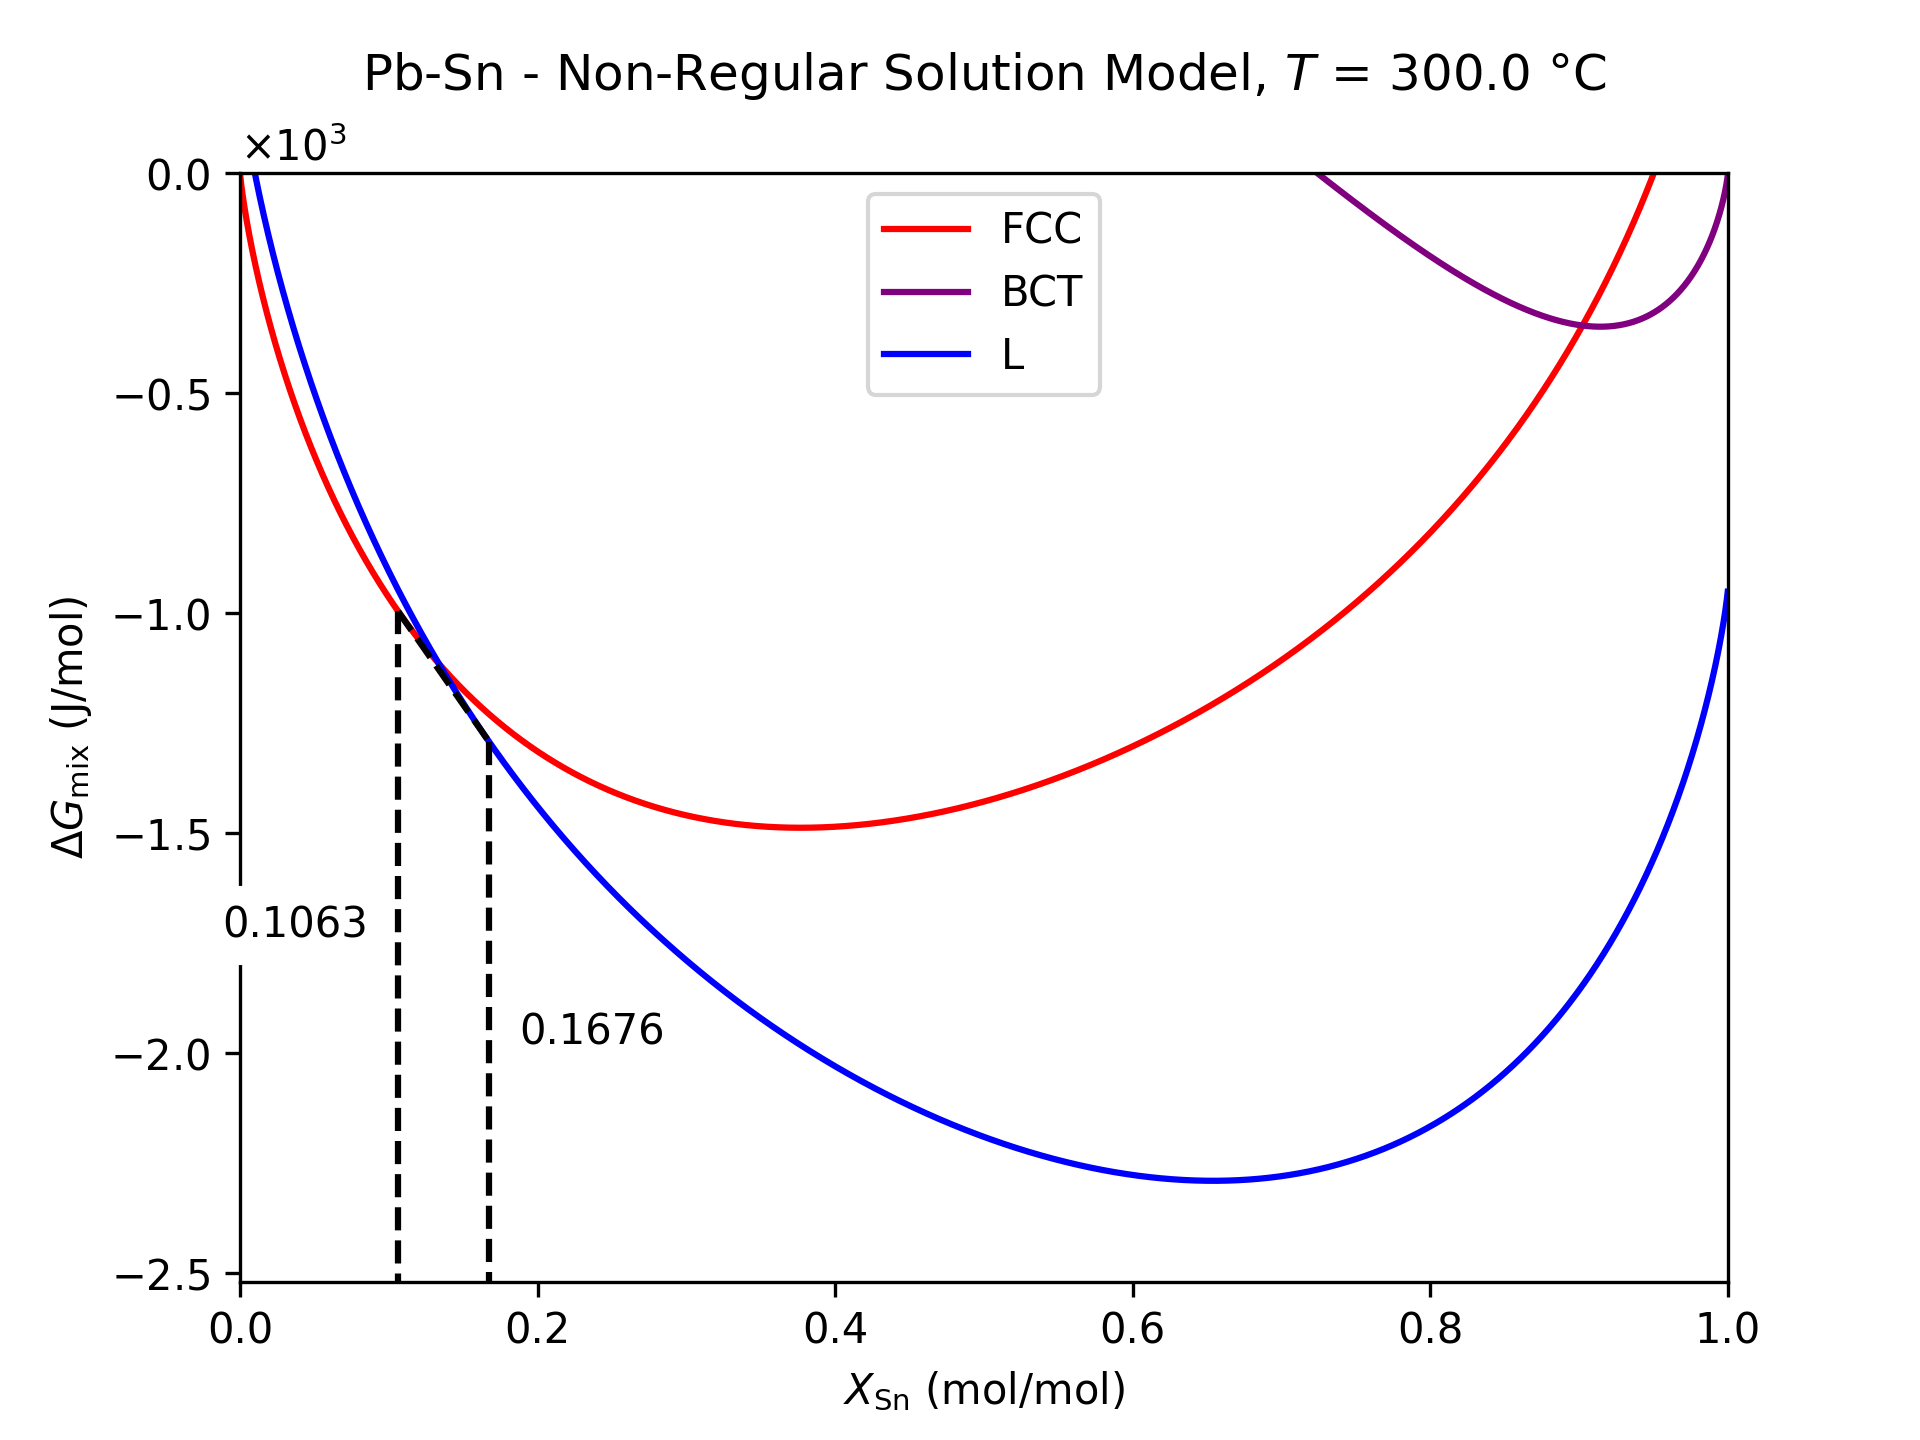 Pb-Sn - Non-Regular Solution Model, T = 300.0 °C
×10³
0.0
−0.5
−1.0
−1.5
−2.0
−2.5
ΔG_mix (J/mol)
FCC
BCT
L
0.1063
0.1676
0.0 0.2 0.4 0.6 0.8 1.0
X_Sn (mol/mol)